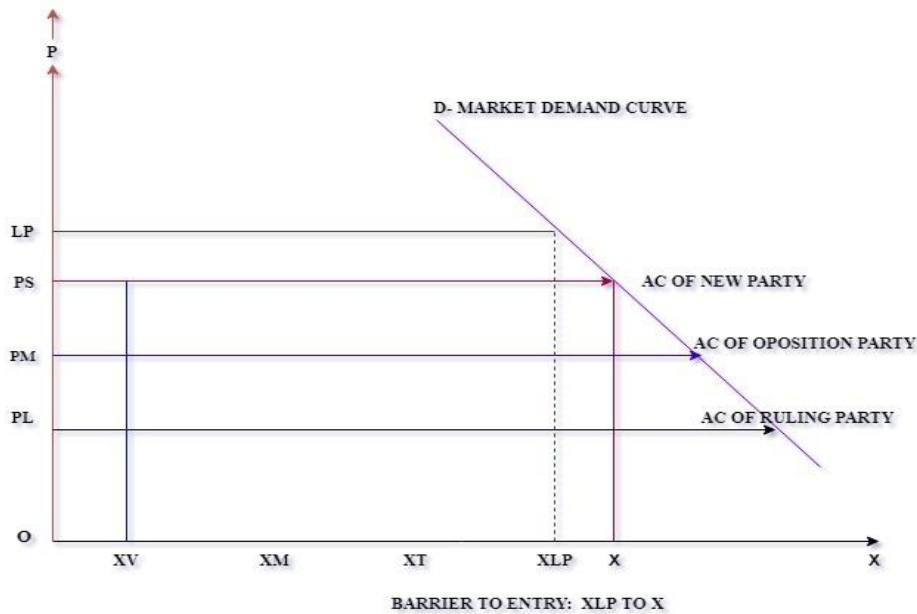 P
D- MARKET DEMAND CURVE
LP
PS
AC OF NEW PARTY
PM
AC OF OPOSITION PARTY
PL
AC OF RULING PARTY
O
XV XM XT XLP X X
BARRIER TO ENTRY: XLP TO X